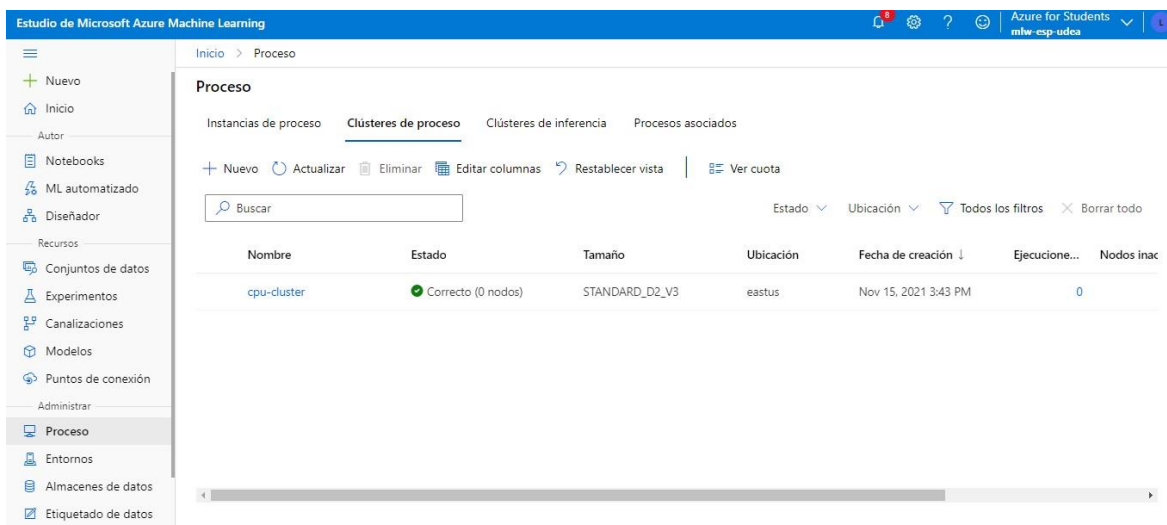 Estudio de Microsoft Azure Machine Learning
8
?
Azure for Students
mlw-esp-udea
L
Inicio > Proceso
Nuevo
Inicio
Autor
Notebooks
ML automatizado
Diseñador
Recursos
Conjuntos de datos
Experimentos
Canalizaciones
Modelos
Puntos de conexión
Administrar
Proceso
Entornos
Almacenes de datos
Etiquetado de datos
Proceso
Instancias de proceso Clústeres de proceso Clústeres de inferencia Procesos asociados
Nuevo Actualizar Eliminar Editar columnas Restablecer vista Ver cuota
Buscar Estado Ubicación Todos los filtros Borrar todo
Nombre Estado Tamaño Ubicación Fecha de creación ↓ Ejecucione... Nodos inac
cpu-cluster Correcto (0 nodos) STANDARD_D2_V3 eastus Nov 15, 2021 3:43 PM 0